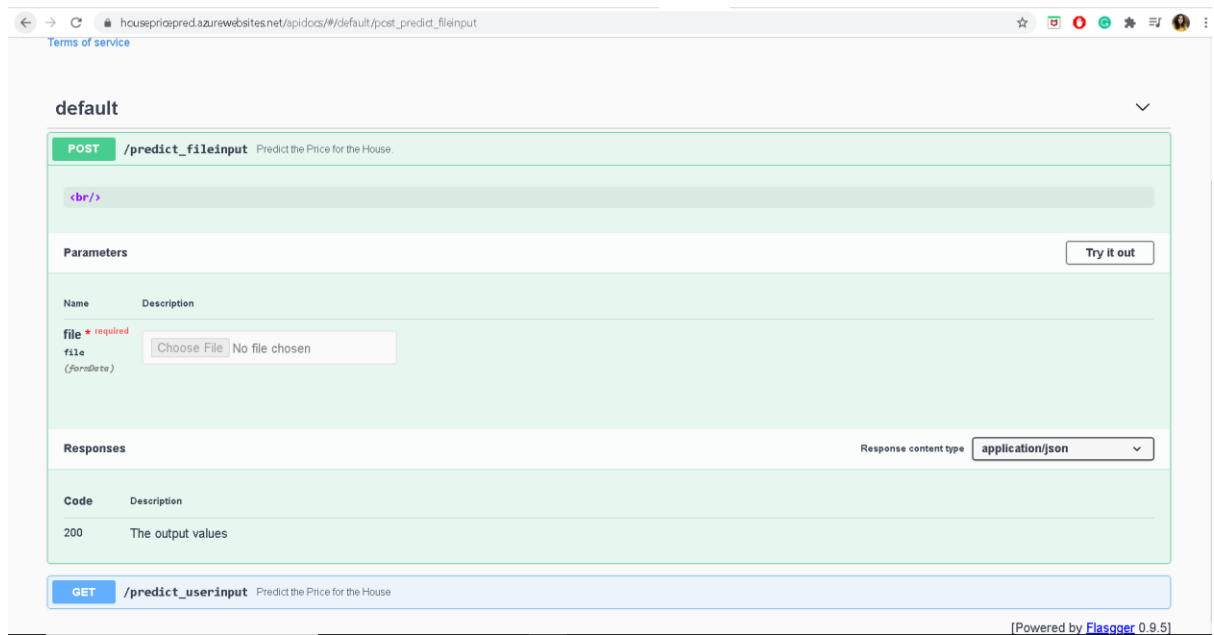 housepricepred.azurewebsites.net/apidocs/#/default/post_predict_fileinput
Terms of service
default
POST /predict_fileinput Predict the Price for the House.
<br/>
Parameters Try it out
Name Description
file * required
file
(formData)
Choose File No file chosen
Responses Response content type application/json
Code Description
200 The output values
GET /predict_userinput Predict the Price for the House
[Powered by Flasgger 0.9.5]